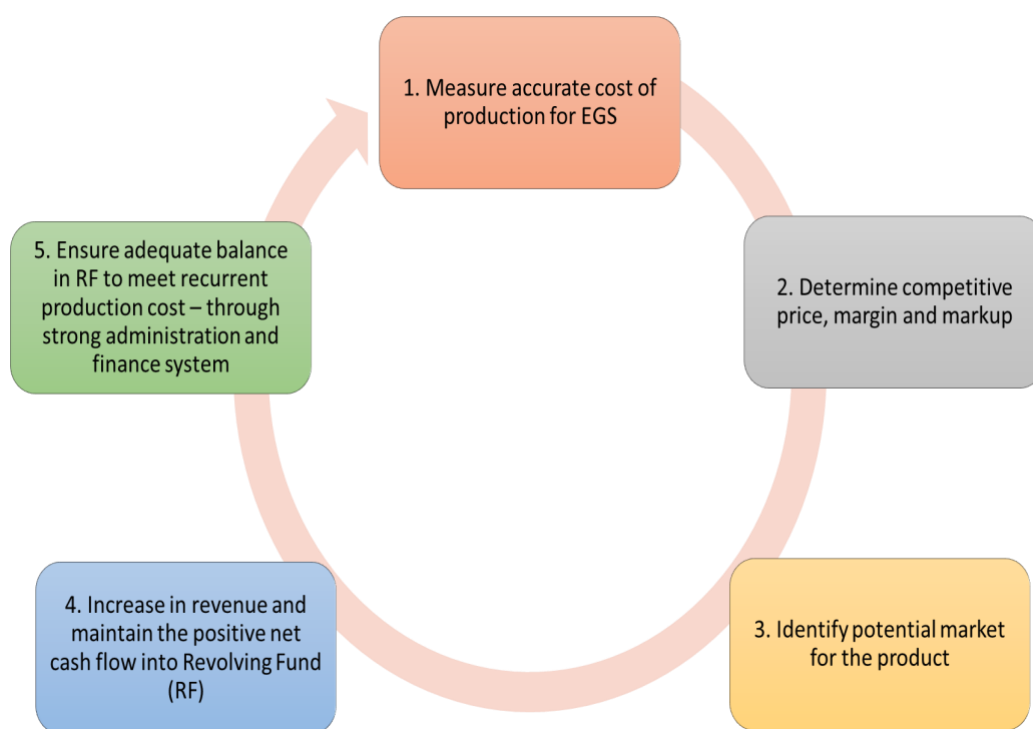 1. Measure accurate cost of
production for EGS
2. Determine competitive
price, margin and markup
3. Identify potential market
for the product
4. Increase in revenue and
maintain the positive net
cash flow into Revolving Fund
(RF)
5. Ensure adequate balance
in RF to meet recurrent
production cost – through
strong administration and
finance system